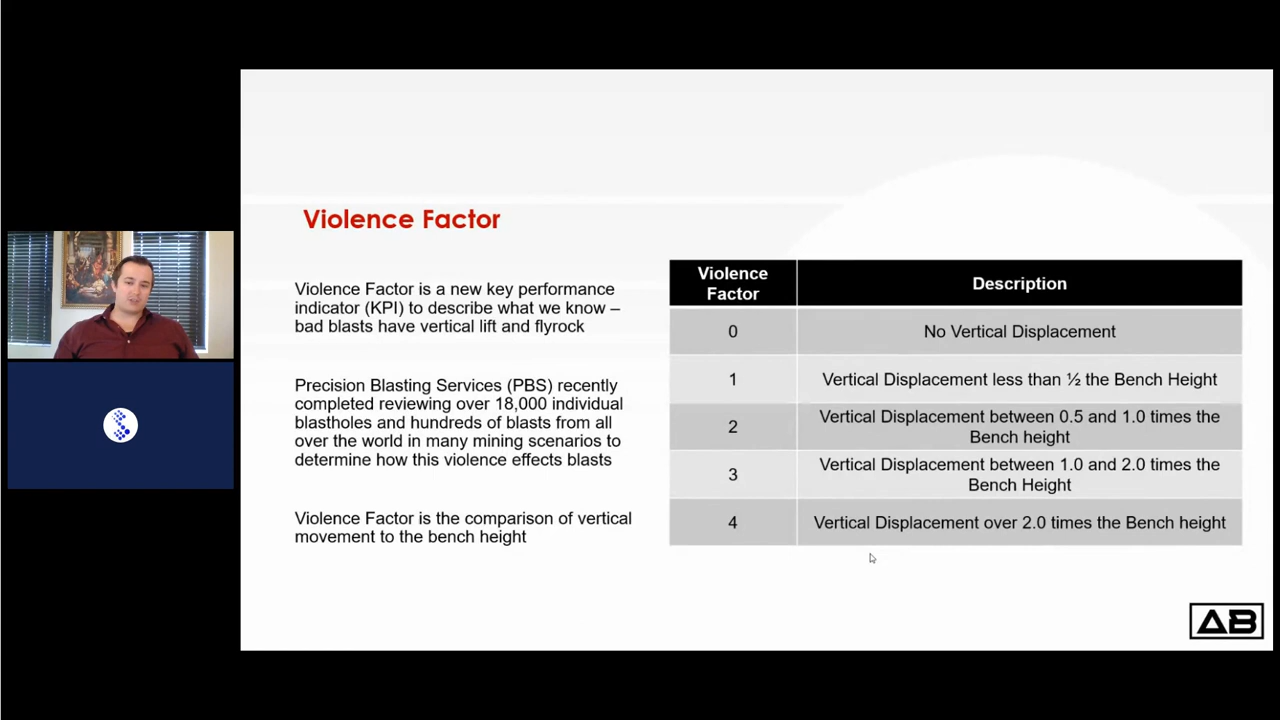 Violence Factor
Violence Factor is a new key performance
indicator (KPI) to describe what we know –
bad blasts have vertical lift and flyrock
Precision Blasting Services (PBS) recently
completed reviewing over 18,000 individual
blastholes and hundreds of blasts from all
over the world in many mining scenarios to
determine how this violence effects blasts
Violence Factor is the comparison of vertical
movement to the bench height
Violence
Factor
Description
0
No Vertical Displacement
1
Vertical Displacement less than ½ the Bench Height
2
Vertical Displacement between 0.5 and 1.0 times the
Bench height
3
Vertical Displacement between 1.0 and 2.0 times the
Bench Height
4
Vertical Displacement over 2.0 times the Bench height
AB